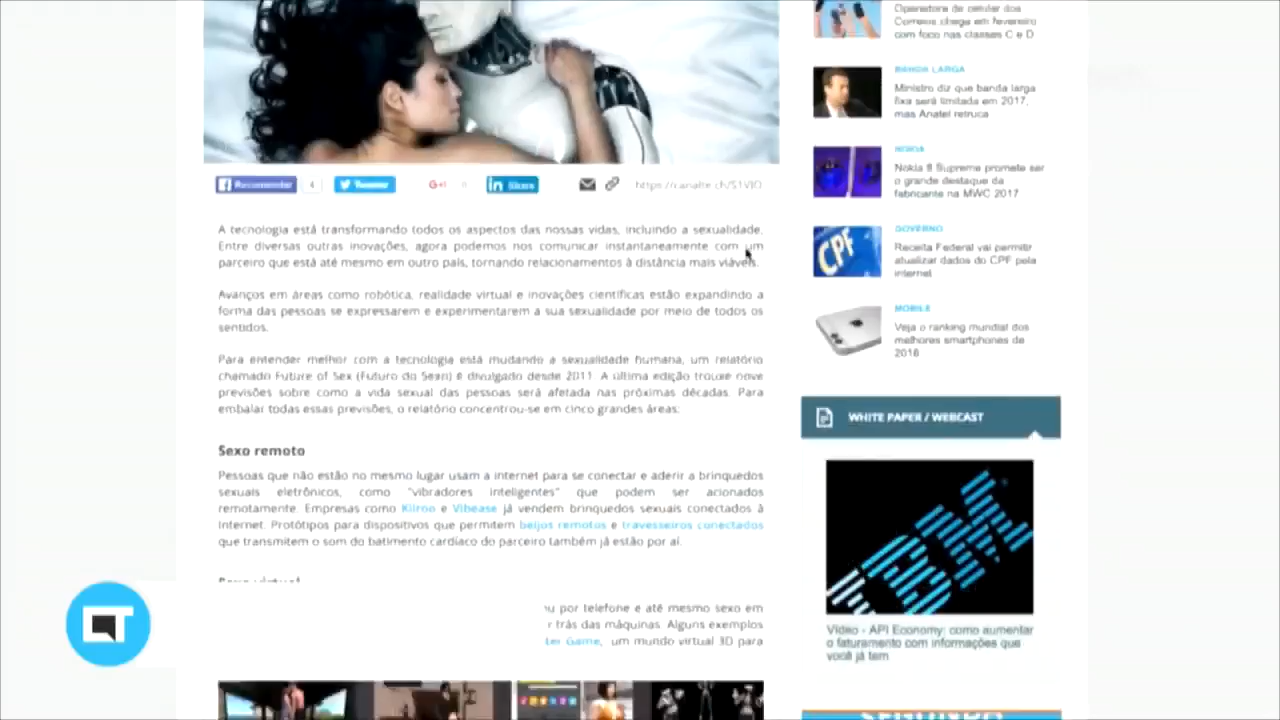 Recomendar
4
Tweetar
G+1
0
Share
https://canalte.ch/S1VIO
A tecnologia está transformando todos os aspectos das nossas vidas, incluindo a sexualidade.
Entre diversas outras inovações, agora podemos nos comunicar instantaneamente com um
parceiro que está até mesmo em outro país, tornando relacionamentos à distância mais viáveis.
Avanços em áreas como robótica, realidade virtual e inovações científicas estão expandindo a
forma das pessoas se expressarem e experimentarem a sua sexualidade por meio de todos os
sentidos.
Para entender melhor com a tecnologia está mudando a sexualidade humana, um relatório
chamado Future of Sex (Futuro do Sexo) é divulgado desde 2011. A última edição trouxe nove
previsões sobre como a vida sexual das pessoas será afetada nas próximas décadas. Para
embalar todas essas previsões, o relatório concentrou-se em cinco grandes áreas:
Sexo remoto
Pessoas que não estão no mesmo lugar usam a internet para se conectar e aderir a brinquedos
sexuais eletrônicos, como "vibradores inteligentes" que podem ser acionados
remotamente. Empresas como Kiiroo e Vibease já vendem brinquedos sexuais conectados à
Internet. Protótipos para dispositivos que permitem beijos remotos e travesseiros conectados
que transmitem o som do batimento cardíaco do parceiro também já estão por aí.
por telefone e até mesmo sexo em
r trás das máquinas. Alguns exemplos
Game, um mundo virtual 3D para
Operadora de celular dos
Correios chega em fevereiro
com foco nas classes C e D
BANDA LARGA
Ministro diz que banda larga
fixa será limitada em 2017,
mas Anatel retruca
NOKIA
Nokia 8 Supreme promete ser
o grande destaque da
fabricante na MWC 2017
GOVERNO
CPF
Receita Federal vai permitir
atualizar dados do CPF pela
internet
MOBILE
Veja o ranking mundial dos
melhores smartphones de
2016
WHITE PAPER / WEBCAST
IBM
Vídeo - API Economy: como aumentar
o faturamento com informações que
você já tem